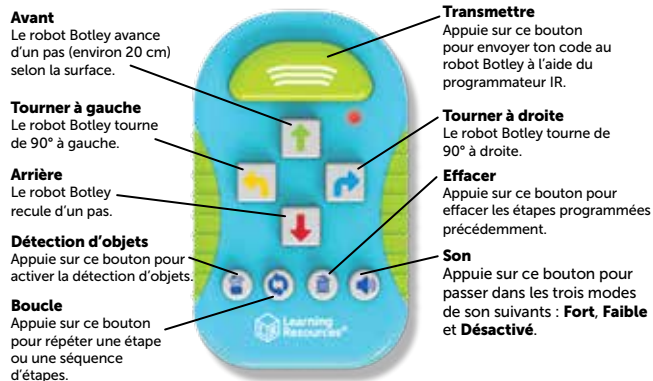 Avant
Le robot Botley avance
d'un pas (environ 20 cm)
selon la surface.
Tourner à gauche
Le robot Botley tourne
de 90° à gauche.
Arrière
Le robot Botley
recule d'un pas.
Détection d'objets
Appuie sur ce bouton pour
activer la détection d'objets.
Boucle
Appuie sur ce bouton
pour répéter une étape
ou une séquence
d'étapes.
Transmettre
Appuie sur ce bouton
pour envoyer ton code au
robot Botley à l'aide du
programmateur IR.
Tourner à droite
Le robot Botley tourne de
90° à droite.
Effacer
Appuie sur ce bouton pour
effacer les étapes programmées
précédemment.
Son
Appuie sur ce bouton pour
passer dans les trois modes
de son suivants : Fort, Faible
et Désactivé.
Learning
Resources®